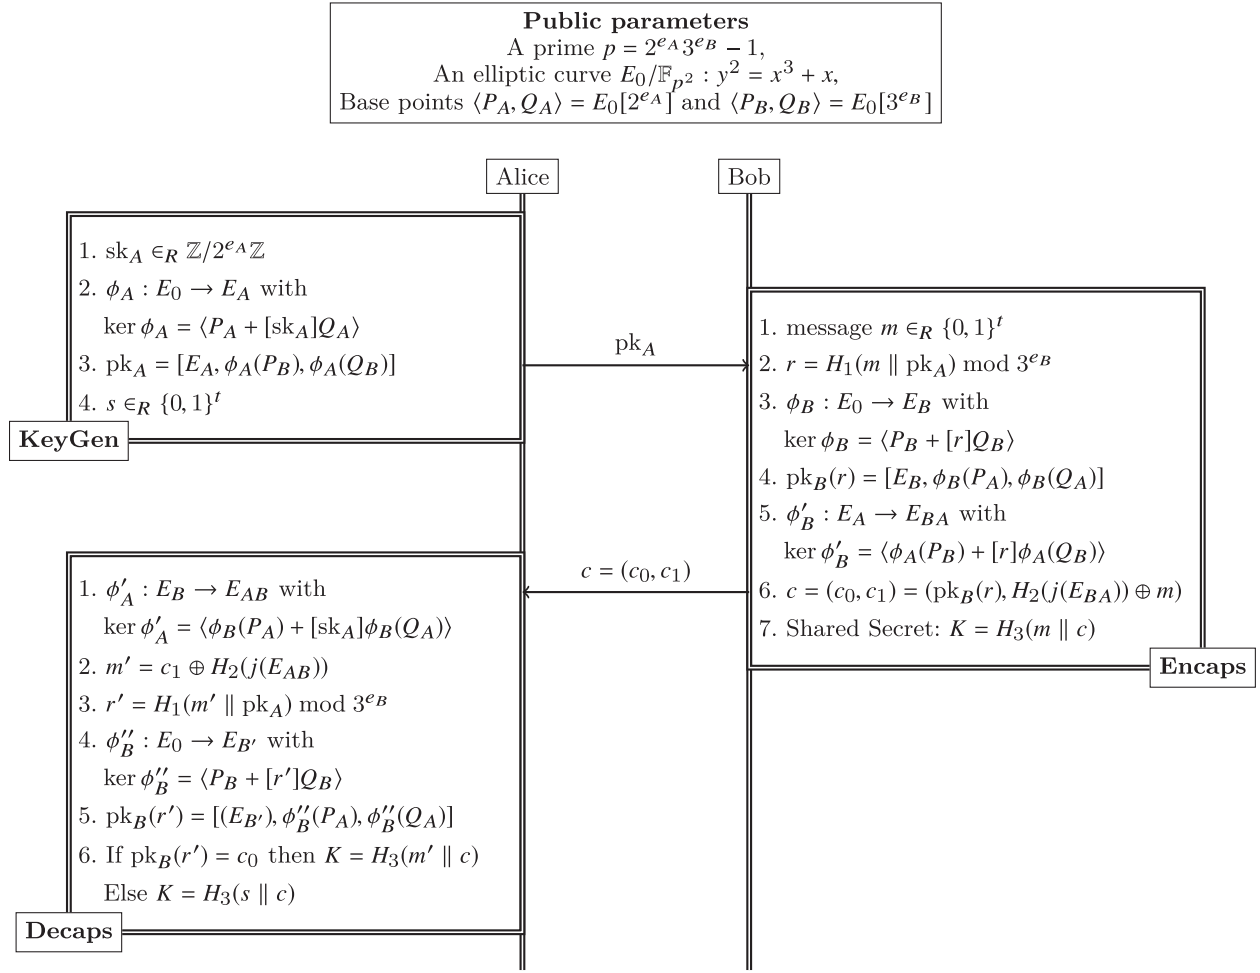 Public parameters
A prime p = 2^{e_A}3^{e_B} − 1,
An elliptic curve E_0/𝔽_{p^2} : y^2 = x^3 + x,
Base points ⟨P_A, Q_A⟩ = E_0[2^{e_A}] and ⟨P_B, Q_B⟩ = E_0[3^{e_B}]
Alice
Bob
1. sk_A ∈_R ℤ/2^{e_A}ℤ
2. ϕ_A : E_0 → E_A with
ker ϕ_A = ⟨P_A + [sk_A]Q_A⟩
3. pk_A = [E_A, ϕ_A(P_B), ϕ_A(Q_B)]
4. s ∈_R {0, 1}^t
KeyGen
pk_A
1. message m ∈_R {0, 1}^t
2. r = H_1(m ∥ pk_A) mod 3^{e_B}
3. ϕ_B : E_0 → E_B with
ker ϕ_B = ⟨P_B + [r]Q_B⟩
4. pk_B(r) = [E_B, ϕ_B(P_A), ϕ_B(Q_A)]
5. ϕ′_B : E_A → E_{BA} with
ker ϕ′_B = ⟨ϕ_A(P_B) + [r]ϕ_A(Q_B)⟩
6. c = (c_0, c_1) = (pk_B(r), H_2(j(E_{BA})) ⊕ m)
7. Shared Secret: K = H_3(m ∥ c)
Encaps
c = (c_0, c_1)
1. ϕ′_A : E_B → E_{AB} with
ker ϕ′_A = ⟨ϕ_B(P_A) + [sk_A]ϕ_B(Q_A)⟩
2. m′ = c_1 ⊕ H_2(j(E_{AB}))
3. r′ = H_1(m′ ∥ pk_A) mod 3^{e_B}
4. ϕ″_B : E_0 → E_{B′} with
ker ϕ″_B = ⟨P_B + [r′]Q_B⟩
5. pk_B(r′) = [(E_{B′}), ϕ″_B(P_A), ϕ″_B(Q_A)]
6. If pk_B(r′) = c_0 then K = H_3(m′ ∥ c)
Else K = H_3(s ∥ c)
Decaps